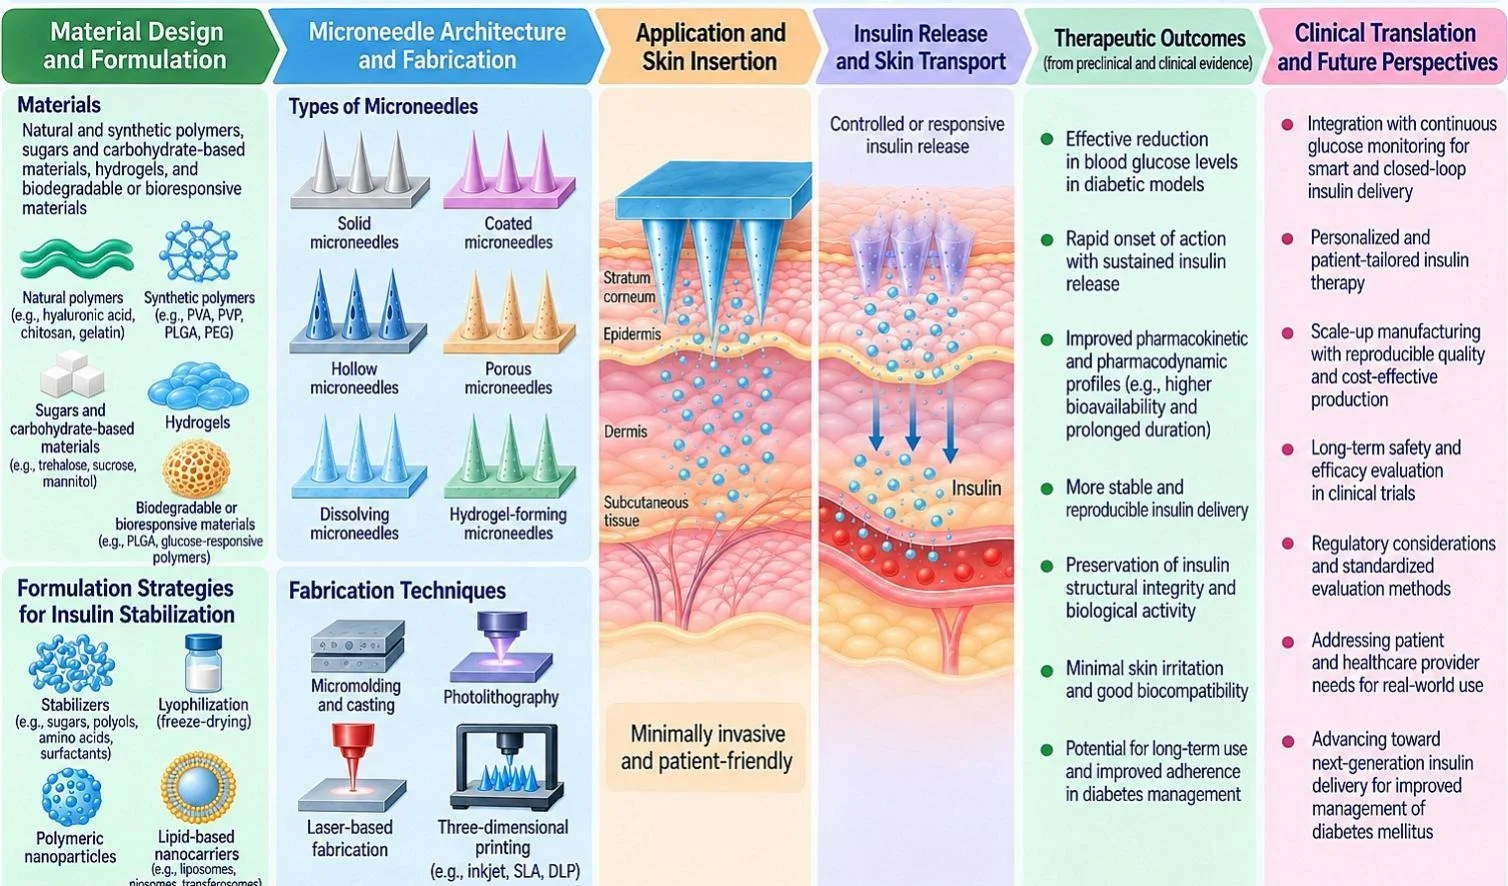 Material Design
and Formulation
Microneedle Architecture
and Fabrication
Application and
Skin Insertion
Insulin Release
and Skin Transport
Therapeutic Outcomes
(from preclinical and clinical evidence)
Clinical Translation
and Future Perspectives
Materials
Natural and synthetic polymers,
sugars and carbohydrate-based
materials, hydrogels, and
biodegradable or bioresponsive
materials
Natural polymers
(e.g., hyaluronic acid,
chitosan, gelatin)
Synthetic polymers
(e.g., PVA, PVP,
PLGA, PEG)
Sugars and
carbohydrate-based
materials
(e.g., trehalose, sucrose,
mannitol)
Hydrogels
Biodegradable or
bioresponsive materials
(e.g., PLGA, glucose-responsive
polymers)
Formulation Strategies
for Insulin Stabilization
Stabilizers
(e.g., sugars, polyols,
amino acids,
surfactants)
Lyophilization
(freeze-drying)
Polymeric
nanoparticles
Lipid-based
nanocarriers
(e.g., liposomes,
niosomes, transferosomes)
Types of Microneedles
Solid
microneedles
Coated
microneedles
Hollow
microneedles
Porous
microneedles
Dissolving
microneedles
Hydrogel-forming
microneedles
Fabrication Techniques
Micromolding
and casting
Photolithography
Laser-based
fabrication
Three-dimensional
printing
(e.g., inkjet, SLA, DLP)
Stratum
corneum
Epidermis
Dermis
Subcutaneous
tissue
Minimally invasive
and patient-friendly
Controlled or responsive
insulin release
Insulin
Effective reduction
in blood glucose levels
in diabetic models
Rapid onset of action
with sustained insulin
release
Improved pharmacokinetic
and pharmacodynamic
profiles (e.g., higher
bioavailability and
prolonged duration)
More stable and
reproducible insulin delivery
Preservation of insulin
structural integrity and
biological activity
Minimal skin irritation
and good biocompatibility
Potential for long-term use
and improved adherence
in diabetes management
Integration with continuous
glucose monitoring for
smart and closed-loop
insulin delivery
Personalized and
patient-tailored insulin
therapy
Scale-up manufacturing
with reproducible quality
and cost-effective
production
Long-term safety and
efficacy evaluation
in clinical trials
Regulatory considerations
and standardized
evaluation methods
Addressing patient
and healthcare provider
needs for real-world use
Advancing toward
next-generation insulin
delivery for improved
management of
diabetes mellitus